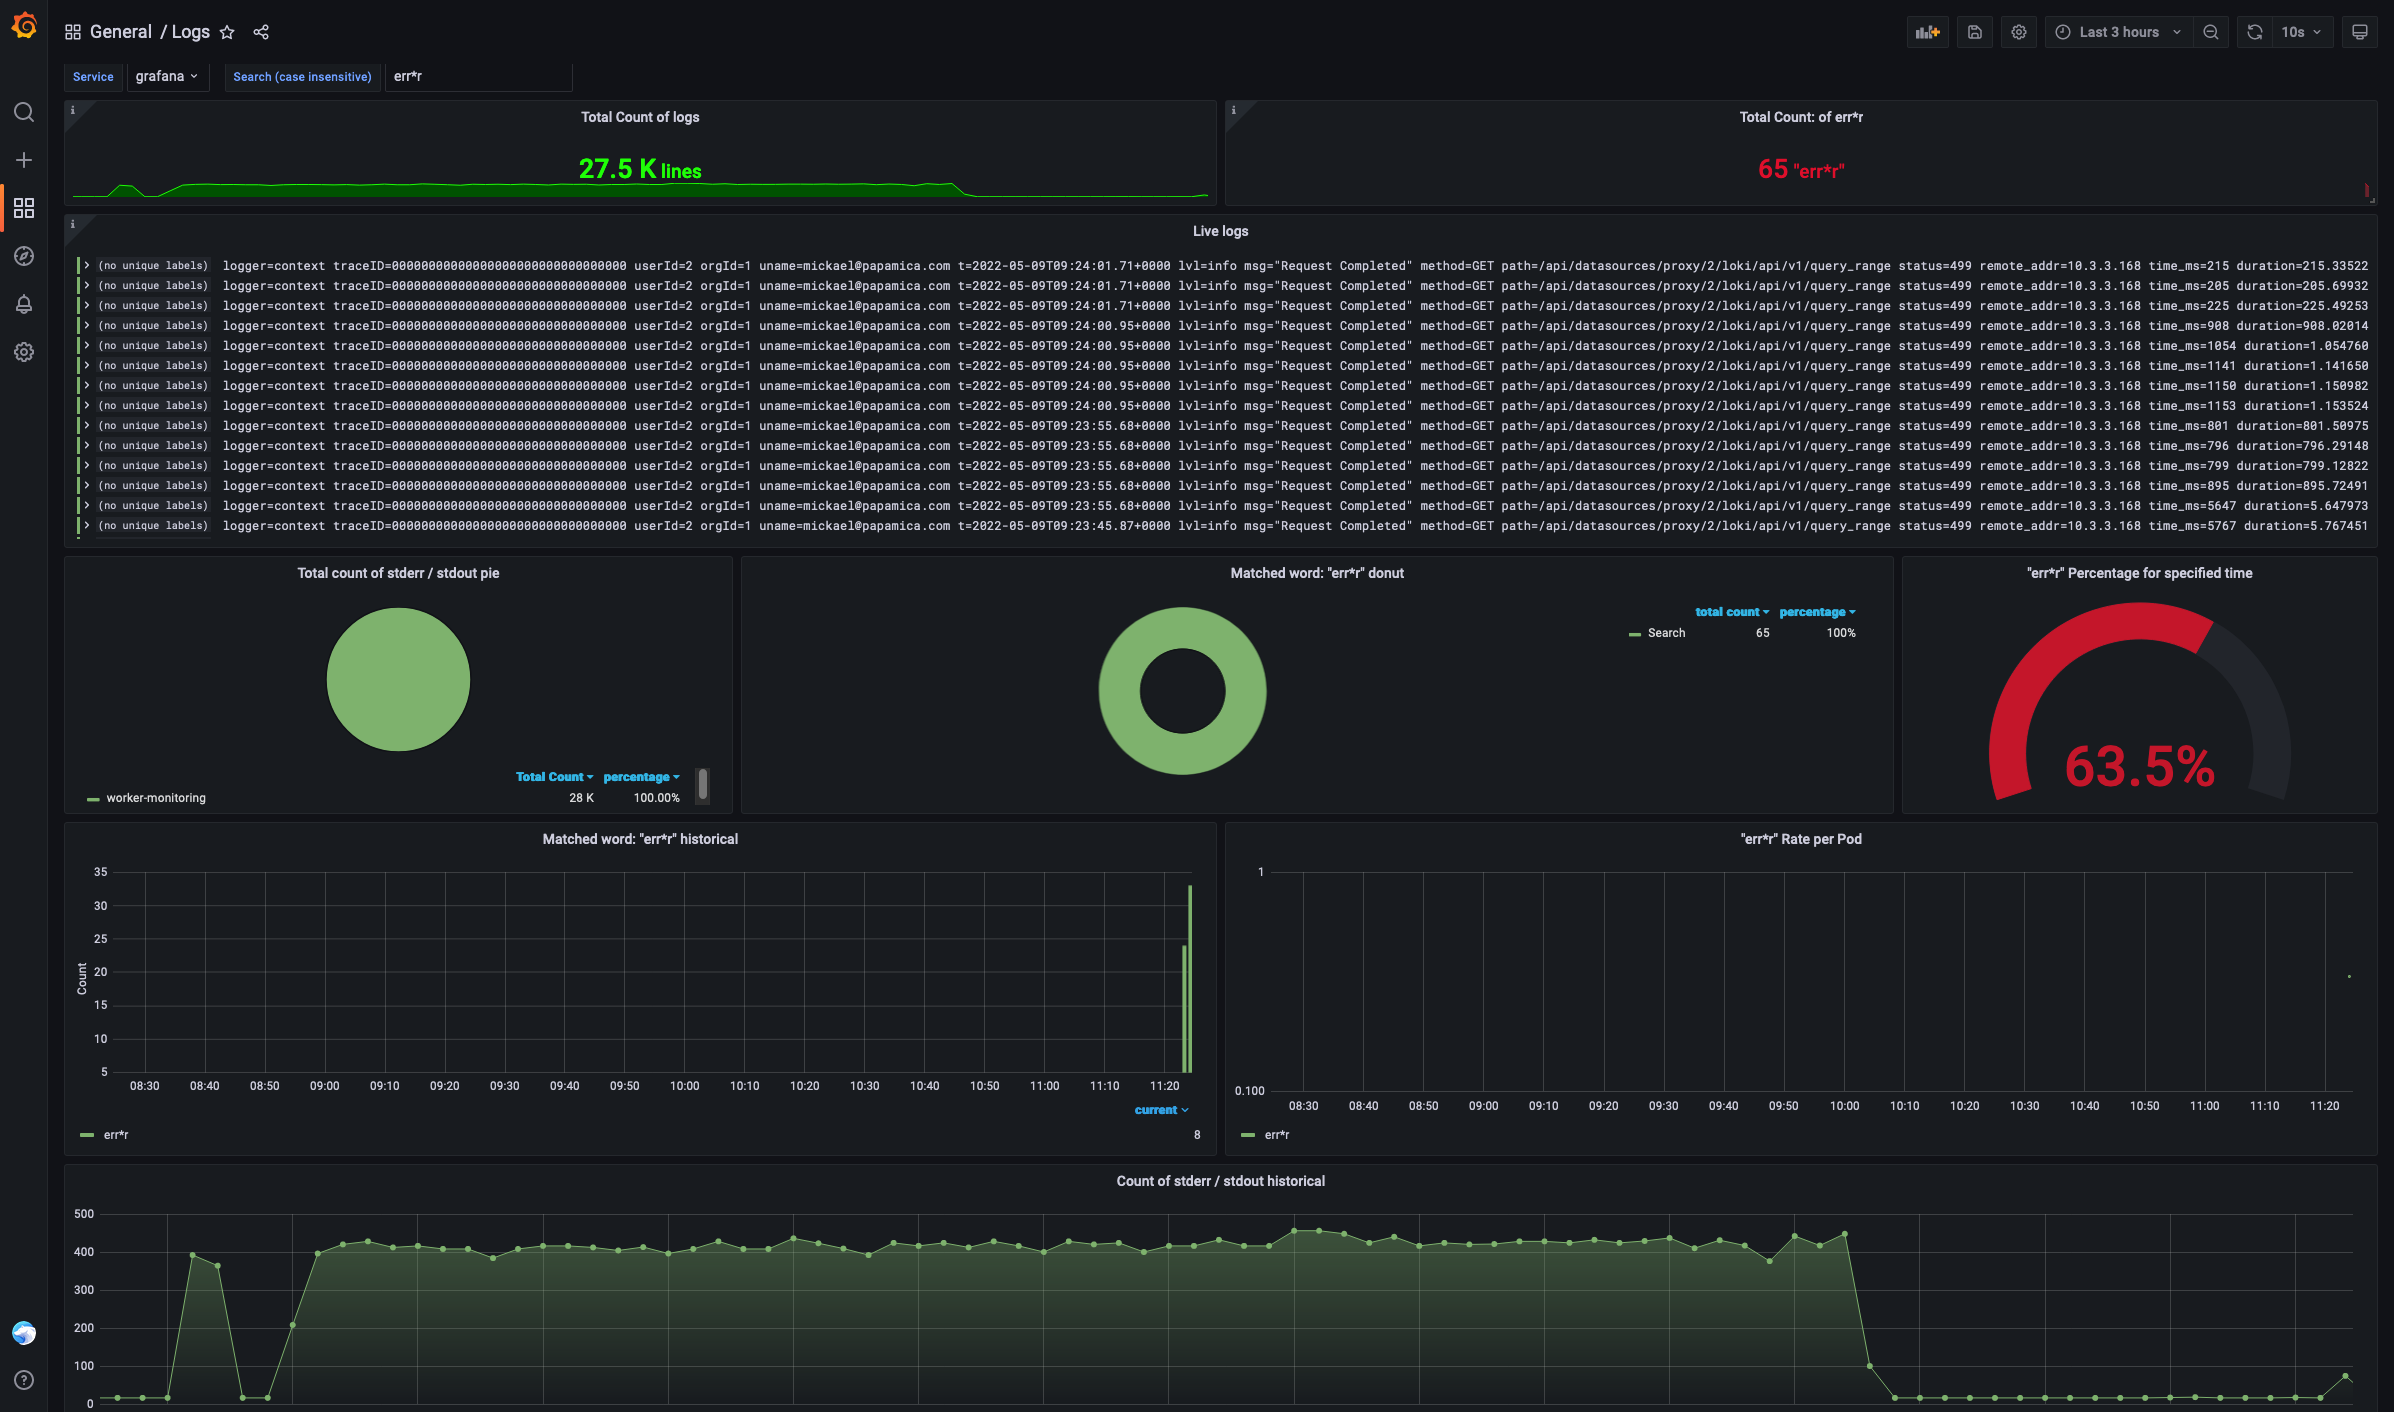 General / Logs
Last 3 hours
10s
Service grafana Search (case insensitive) err*r
Total Count of logs
27.5 K lines
Total Count: of err*r
65 "err*r"
Live logs
(no unique labels) logger=context traceID=00000000000000000000000000000000 userId=2 orgId=1 uname=mickael@papamica.com t=2022-05-09T09:24:01.71+0000 lvl=info msg="Request Completed" method=GET path=/api/datasources/proxy/2/loki/api/v1/query_range status=499 remote_addr=10.3.3.168 time_ms=215 duration=215.33522
(no unique labels) logger=context traceID=00000000000000000000000000000000 userId=2 orgId=1 uname=mickael@papamica.com t=2022-05-09T09:24:01.71+0000 lvl=info msg="Request Completed" method=GET path=/api/datasources/proxy/2/loki/api/v1/query_range status=499 remote_addr=10.3.3.168 time_ms=205 duration=205.69932
(no unique labels) logger=context traceID=00000000000000000000000000000000 userId=2 orgId=1 uname=mickael@papamica.com t=2022-05-09T09:24:01.71+0000 lvl=info msg="Request Completed" method=GET path=/api/datasources/proxy/2/loki/api/v1/query_range status=499 remote_addr=10.3.3.168 time_ms=225 duration=225.49253
(no unique labels) logger=context traceID=00000000000000000000000000000000 userId=2 orgId=1 uname=mickael@papamica.com t=2022-05-09T09:24:00.95+0000 lvl=info msg="Request Completed" method=GET path=/api/datasources/proxy/2/loki/api/v1/query_range status=499 remote_addr=10.3.3.168 time_ms=908 duration=908.02014
(no unique labels) logger=context traceID=00000000000000000000000000000000 userId=2 orgId=1 uname=mickael@papamica.com t=2022-05-09T09:24:00.95+0000 lvl=info msg="Request Completed" method=GET path=/api/datasources/proxy/2/loki/api/v1/query_range status=499 remote_addr=10.3.3.168 time_ms=1054 duration=1.054760
(no unique labels) logger=context traceID=00000000000000000000000000000000 userId=2 orgId=1 uname=mickael@papamica.com t=2022-05-09T09:24:00.95+0000 lvl=info msg="Request Completed" method=GET path=/api/datasources/proxy/2/loki/api/v1/query_range status=499 remote_addr=10.3.3.168 time_ms=1141 duration=1.141650
(no unique labels) logger=context traceID=00000000000000000000000000000000 userId=2 orgId=1 uname=mickael@papamica.com t=2022-05-09T09:24:00.95+0000 lvl=info msg="Request Completed" method=GET path=/api/datasources/proxy/2/loki/api/v1/query_range status=499 remote_addr=10.3.3.168 time_ms=1150 duration=1.150982
(no unique labels) logger=context traceID=00000000000000000000000000000000 userId=2 orgId=1 uname=mickael@papamica.com t=2022-05-09T09:24:00.95+0000 lvl=info msg="Request Completed" method=GET path=/api/datasources/proxy/2/loki/api/v1/query_range status=499 remote_addr=10.3.3.168 time_ms=1153 duration=1.153524
(no unique labels) logger=context traceID=00000000000000000000000000000000 userId=2 orgId=1 uname=mickael@papamica.com t=2022-05-09T09:23:55.68+0000 lvl=info msg="Request Completed" method=GET path=/api/datasources/proxy/2/loki/api/v1/query_range status=499 remote_addr=10.3.3.168 time_ms=801 duration=801.50975
(no unique labels) logger=context traceID=00000000000000000000000000000000 userId=2 orgId=1 uname=mickael@papamica.com t=2022-05-09T09:23:55.68+0000 lvl=info msg="Request Completed" method=GET path=/api/datasources/proxy/2/loki/api/v1/query_range status=499 remote_addr=10.3.3.168 time_ms=796 duration=796.29148
(no unique labels) logger=context traceID=00000000000000000000000000000000 userId=2 orgId=1 uname=mickael@papamica.com t=2022-05-09T09:23:55.68+0000 lvl=info msg="Request Completed" method=GET path=/api/datasources/proxy/2/loki/api/v1/query_range status=499 remote_addr=10.3.3.168 time_ms=799 duration=799.12822
(no unique labels) logger=context traceID=00000000000000000000000000000000 userId=2 orgId=1 uname=mickael@papamica.com t=2022-05-09T09:23:55.68+0000 lvl=info msg="Request Completed" method=GET path=/api/datasources/proxy/2/loki/api/v1/query_range status=499 remote_addr=10.3.3.168 time_ms=895 duration=895.72491
(no unique labels) logger=context traceID=00000000000000000000000000000000 userId=2 orgId=1 uname=mickael@papamica.com t=2022-05-09T09:23:55.68+0000 lvl=info msg="Request Completed" method=GET path=/api/datasources/proxy/2/loki/api/v1/query_range status=499 remote_addr=10.3.3.168 time_ms=5647 duration=5.647973
(no unique labels) logger=context traceID=00000000000000000000000000000000 userId=2 orgId=1 uname=mickael@papamica.com t=2022-05-09T09:23:45.87+0000 lvl=info msg="Request Completed" method=GET path=/api/datasources/proxy/2/loki/api/v1/query_range status=499 remote_addr=10.3.3.168 time_ms=5767 duration=5.767451
Total count of stderr / stdout pie
Total Count percentage
worker-monitoring 28 K 100.00%
Matched word: "err*r" donut
total count percentage
Search 65 100%
"err*r" Percentage for specified time
63.5%
Matched word: "err*r" historical
35
30
25
20
15
10
5
Count
08:30 08:40 08:50 09:00 09:10 09:20 09:30 09:40 09:50 10:00 10:10 10:20 10:30 10:40 10:50 11:00 11:10 11:20
current
err*r 8
"err*r" Rate per Pod
1
0.100
08:30 08:40 08:50 09:00 09:10 09:20 09:30 09:40 09:50 10:00 10:10 10:20 10:30 10:40 10:50 11:00 11:10 11:20
err*r
Count of stderr / stdout historical
500
400
300
200
100
0